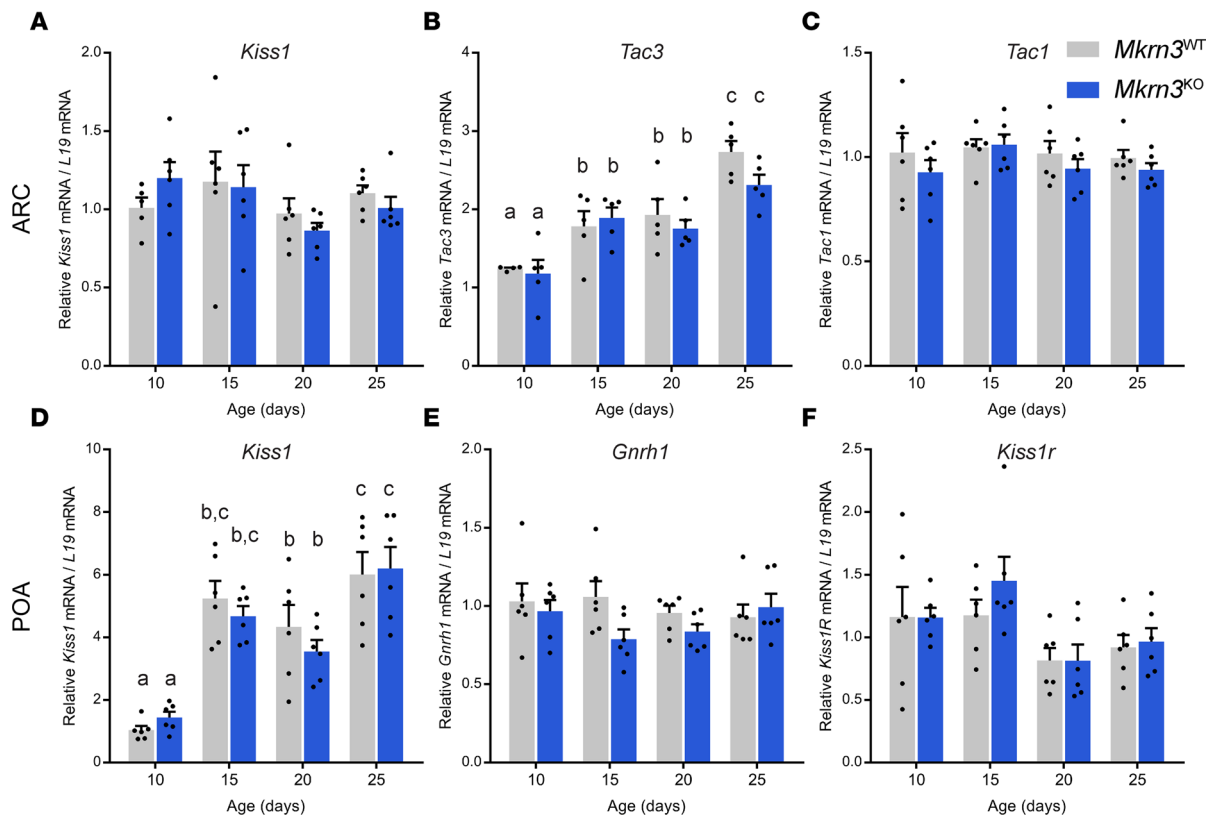 A
Kiss1
B
Tac3
C
Tac1
Mkrn3WT
Mkrn3KO
ARC
Relative Kiss1 mRNA / L19 mRNA
2.0
1.5
1.0
0.5
0.0
10 15 20 25
Age (days)
Relative Tac3 mRNA / L19 mRNA
4
2
0
a a b b b b c c
10 15 20 25
Age (days)
Relative Tac1 mRNA / L19 mRNA
1.5
1.0
0.5
0.0
10 15 20 25
Age (days)
D
Kiss1
E
Gnrh1
F
Kiss1r
POA
Relative Kiss1 mRNA / L19 mRNA
10
8
6
4
2
0
a a b,c b,c b b c c
10 15 20 25
Age (days)
Relative Gnrh1 mRNA / L19 mRNA
2.0
1.5
1.0
0.5
0.0
10 15 20 25
Age (days)
Relative Kiss1R mRNA / L19 mRNA
2.5
2.0
1.5
1.0
0.5
0.0
10 15 20 25
Age (days)